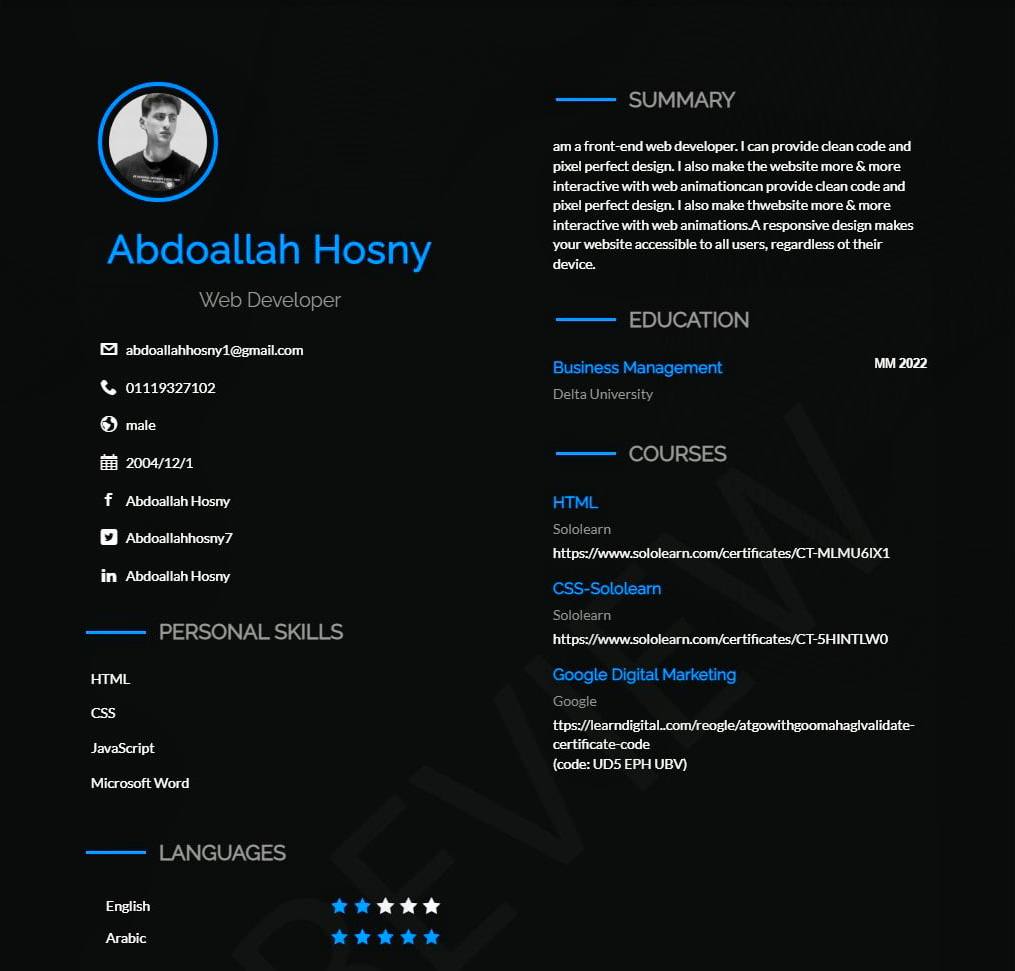 Abdoallah Hosny
Web Developer
abdoallahhosny1@gmail.com
01119327102
male
2004/12/1
Abdoallah Hosny
Abdoallahhosny7
Abdoallah Hosny
PERSONAL SKILLS
HTML
CSS
JavaScript
Microsoft Word
LANGUAGES
English
Arabic
SUMMARY
am a front-end web developer. I can provide clean code and
pixel perfect design. I also make the website more & more
interactive with web animationcan provide clean code and
pixel perfect design. I also make thwebsite more & more
interactive with web animations.A responsive design makes
your website accessible to all users, regardless ot their
device.
EDUCATION
Business Management MM 2022
Delta University
COURSES
HTML
Sololearn
https://www.sololearn.com/certificates/CT-MLMU6IX1
CSS-Sololearn
Sololearn
https://www.sololearn.com/certificates/CT-5HINTLW0
Google Digital Marketing
Google
ttps://learndigital..com/reogle/atgowithgoomahaglvalidate-
certificate-code
(code: UD5 EPH UBV)
REVIEW